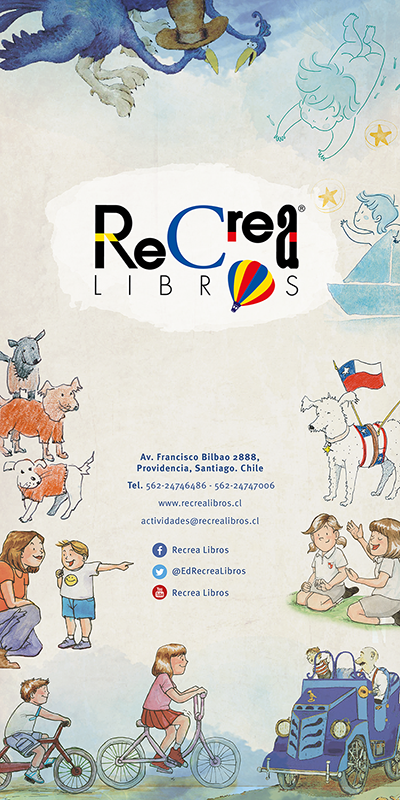 ReCrea®
LIBROS
Av. Francisco Bilbao 2888,
Providencia, Santiago. Chile
Tel. 562-24746486 - 562-24747006
www.recrealibros.cl
actividades@recrealibros.cl
Recrea Libros
@EdRecreaLibros
Recrea Libros